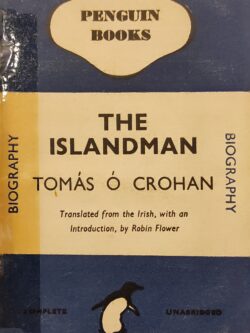 PENGUIN
BOOKS
THE
ISLANDMAN
TOMÁS Ó CROHAN
Translated from the Irish, with an
Introduction, by Robin Flower
BIOGRAPHY
BIOGRAPHY
COMPLETE
UNABRIDGED